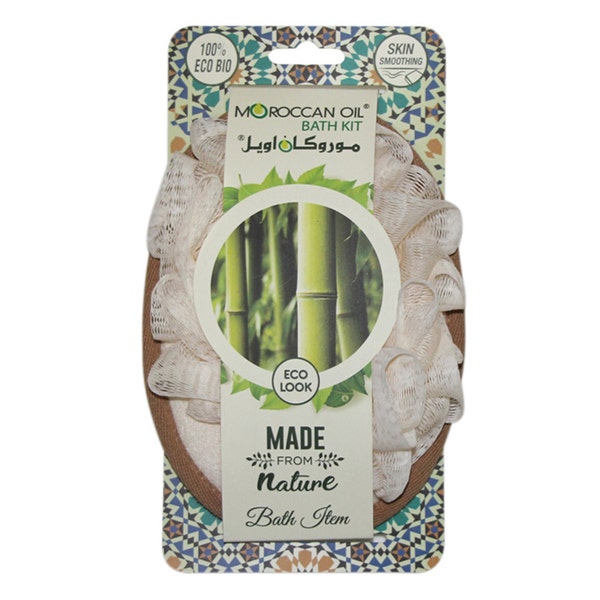 100%
ECO BIO
SKIN
SMOOTHING
MOROCCAN OIL®
BATH KIT
موروكان اويل®
ECO
LOOK
MADE
FROM
Nature
Bath Item